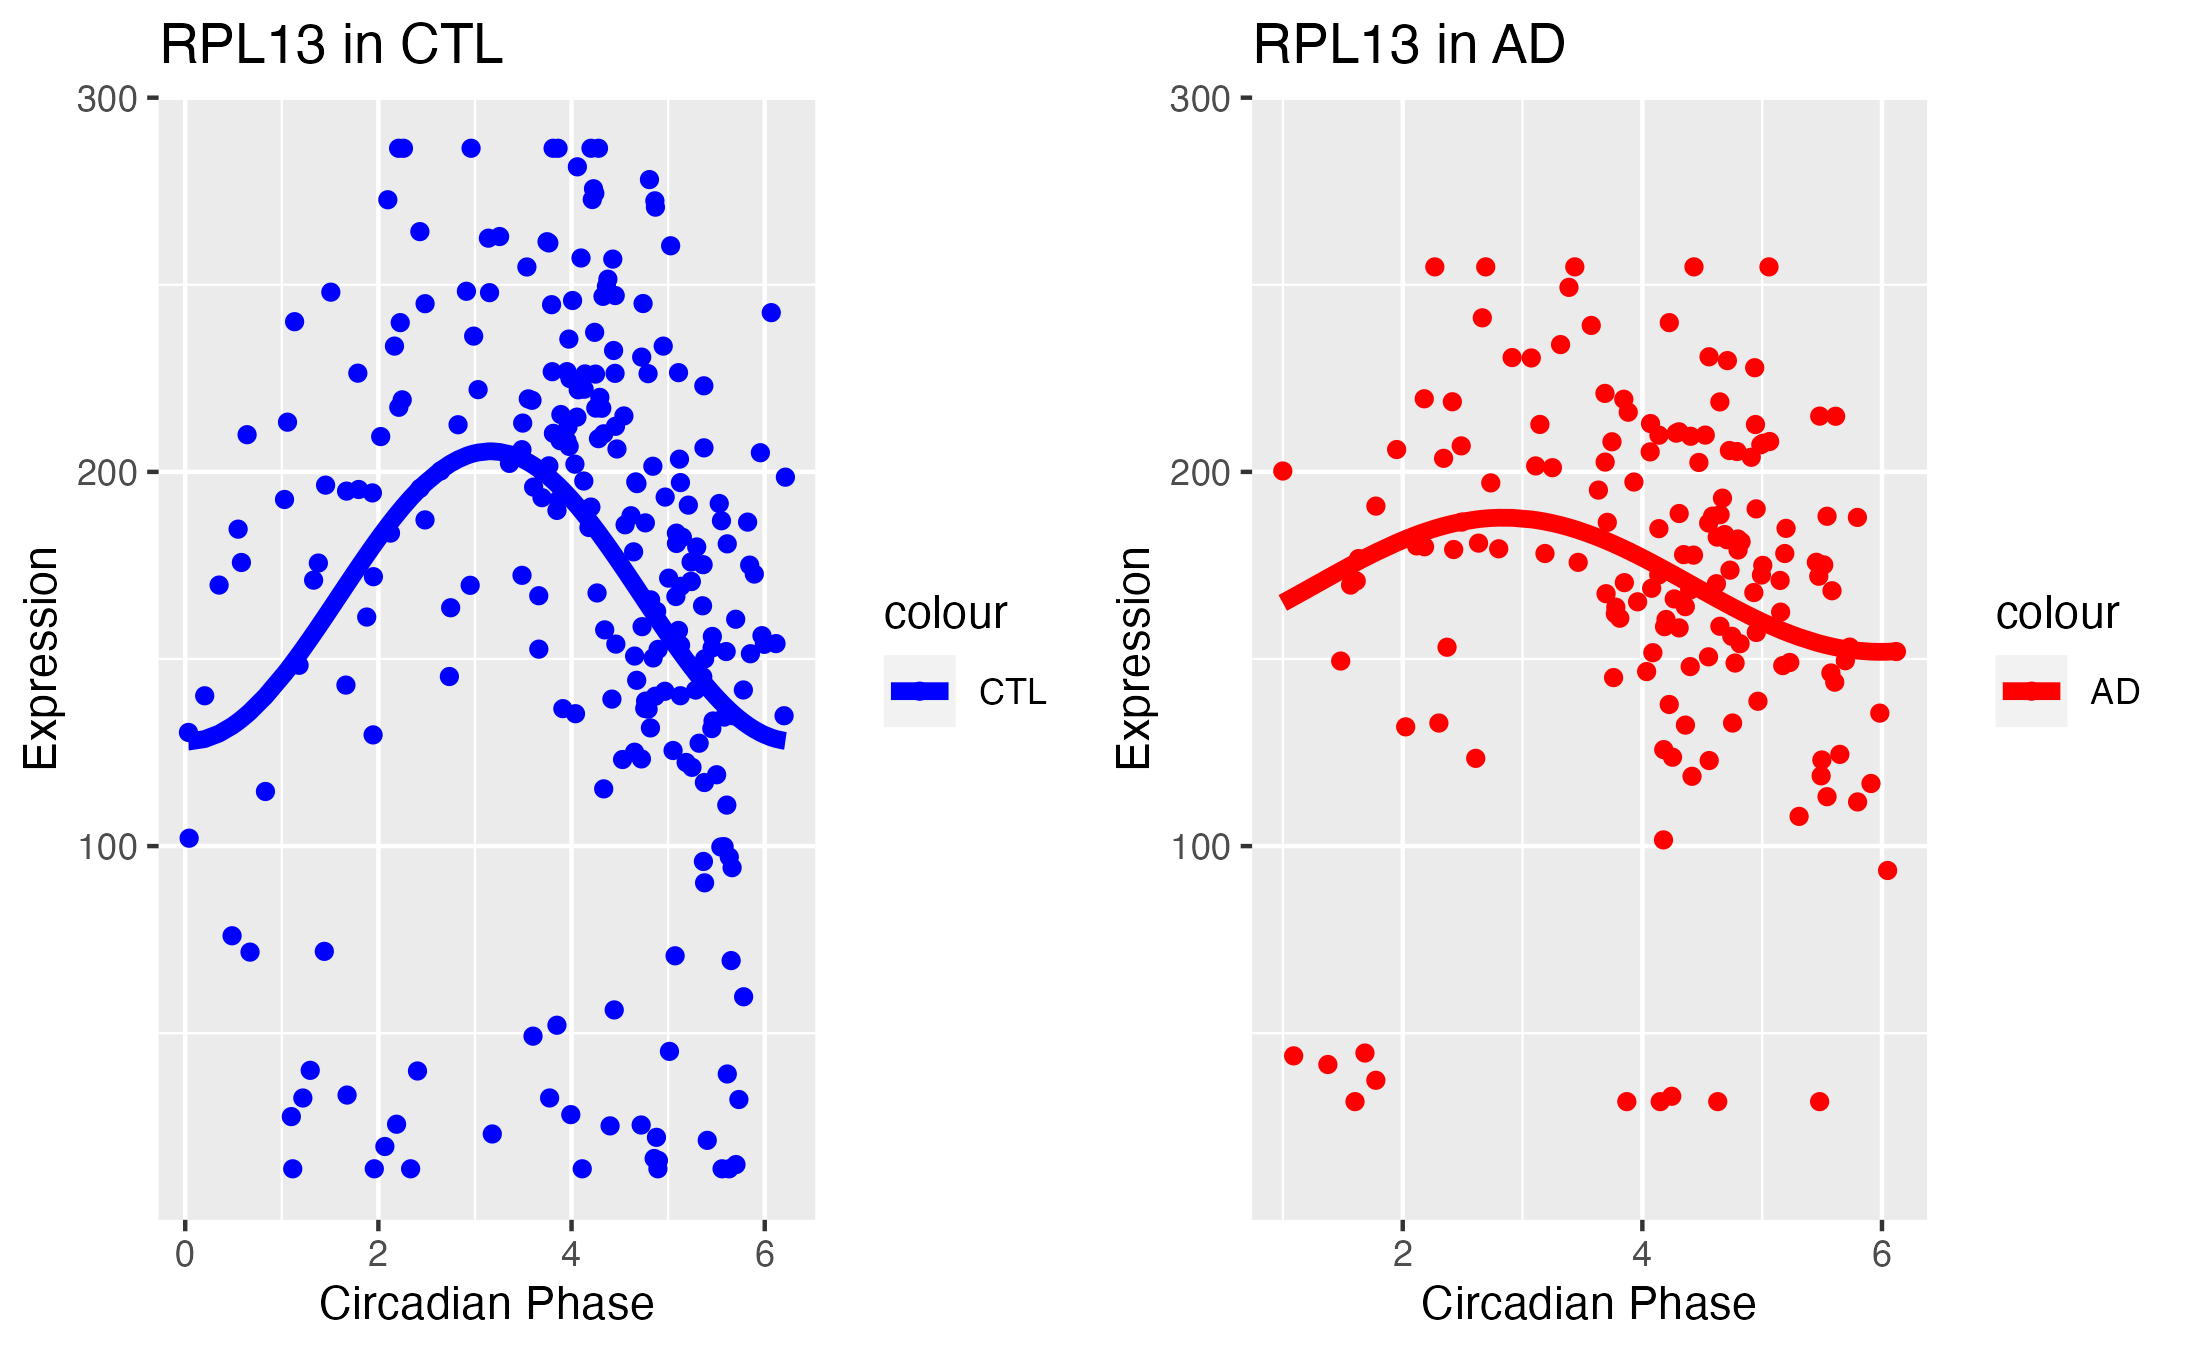 RPL13 in CTL
300
200
100
Expression
0 2 4 6
Circadian Phase
colour
CTL
RPL13 in AD
300
200
100
Expression
2 4 6
Circadian Phase
colour
AD